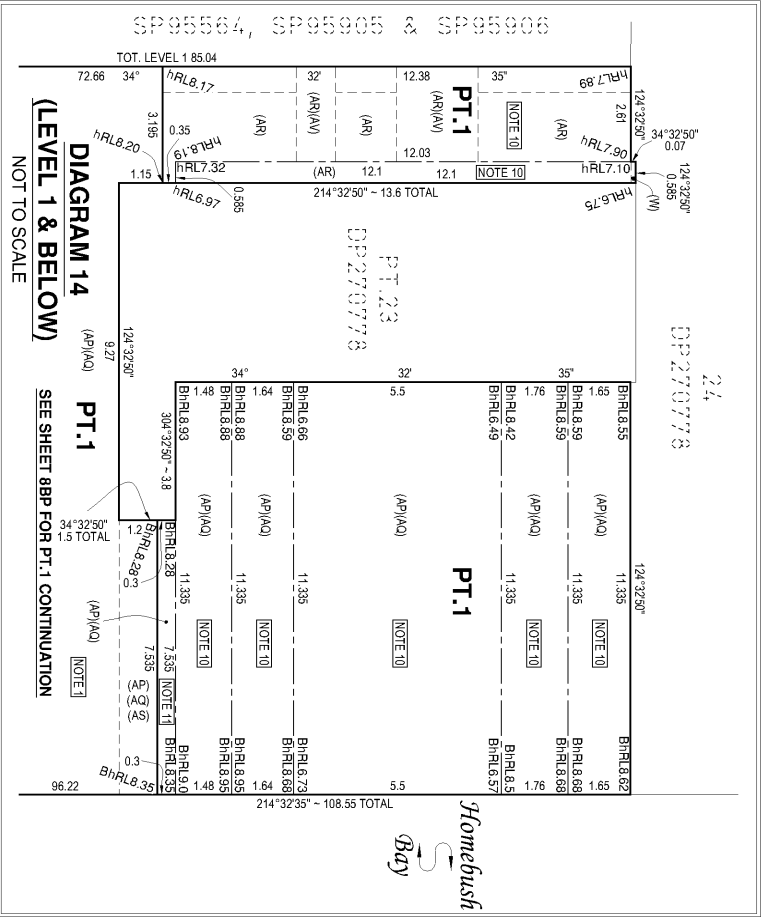 SP95564, SP95905 & SP95906
TOT. LEVEL 1 85.04
72.66
34°
32'
12.38
35"
hRL8.17
hRL7.89
3.195
(AR)
(AR)(AV)
(AR)
(AR)(AV)
PT.1
NOTE 10
(AR)
2.61
124°32'50"
34°32'50"
0.07
hRL8.20
0.35
hRL8.19
12.03
hRL7.90
hRL7.32
(AR)
12.1
12.1
NOTE 10
hRL7.10
124°32'50"
0.585
(W)
1.15
hRL6.97
0.585
214°32'50" ~ 13.6 TOTAL
hRL6.75
DIAGRAM 14
(LEVEL 1 & BELOW)
NOT TO SCALE
PT.23
DP270778
24
DP270778
124°32'50"
9.27
(AP)(AQ)
PT.1
SEE SHEET 8BP FOR PT.1 CONTINUATION
34°
32'
35"
1.48
1.64
5.5
1.76
1.65
BhRL8.93
BhRL8.88
BhRL8.88
BhRL8.59
BhRL6.66
BhRL6.49
BhRL8.42
BhRL8.59
BhRL8.59
BhRL8.55
304°32'50" ~ 3.8
(AP)(AQ)
(AP)(AQ)
(AP)(AQ)
(AP)(AQ)
(AP)(AQ)
34°32'50"
1.5 TOTAL
1.2
BhRL8.28
BhRL8.28
0.3
11.335
11.335
11.335
PT.1
11.335
11.335
124°32'50"
(AP)(AQ)
7.535
7.535
NOTE 10
NOTE 10
NOTE 10
NOTE 10
NOTE 10
NOTE 1
(AP)
(AQ)
(AS)
NOTE 11
0.3
BhRL8.35
BhRL8.35
BhRL9.0
BhRL8.95
BhRL8.95
BhRL8.68
BhRL6.73
BhRL6.57
BhRL8.5
BhRL8.68
BhRL8.68
BhRL8.62
96.22
1.48
1.64
5.5
1.76
1.65
214°32'35" ~ 108.55 TOTAL
Homebush
Bay